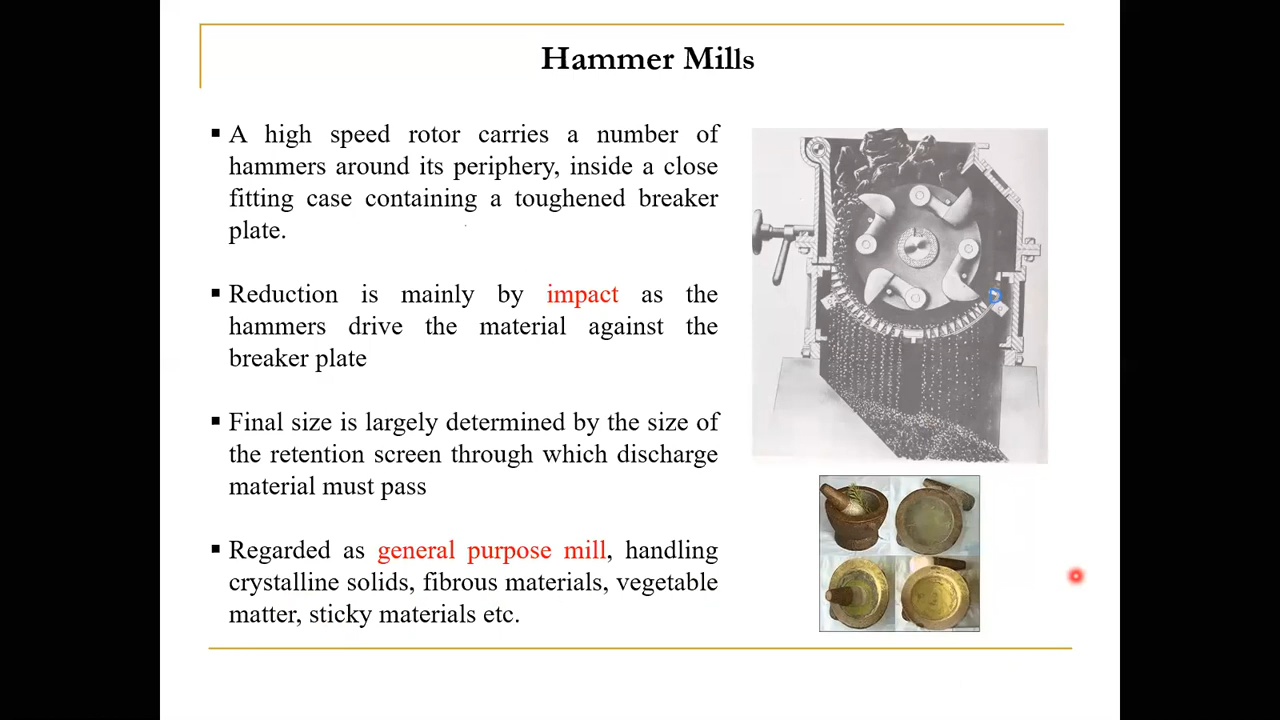 Hammer Mills
▪ A high speed rotor carries a number of
hammers around its periphery, inside a close
fitting case containing a toughened breaker
plate.
▪ Reduction is mainly by impact as the
hammers drive the material against the
breaker plate
▪ Final size is largely determined by the size of
the retention screen through which discharge
material must pass
▪ Regarded as general purpose mill, handling
crystalline solids, fibrous materials, vegetable
matter, sticky materials etc.